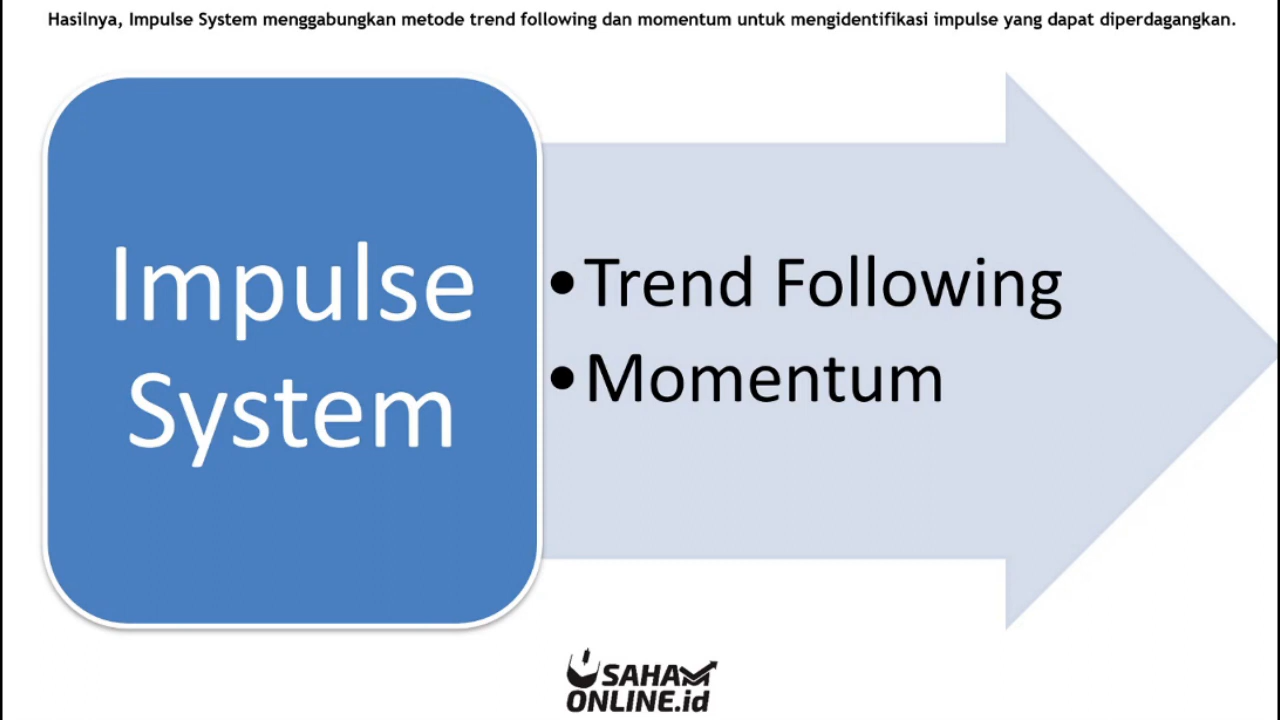 Hasilnya, Impulse System menggabungkan metode trend following dan momentum untuk mengidentifikasi impulse yang dapat diperdagangkan.
Impulse
System
•Trend Following
•Momentum
SAHAM
ONLINE.id